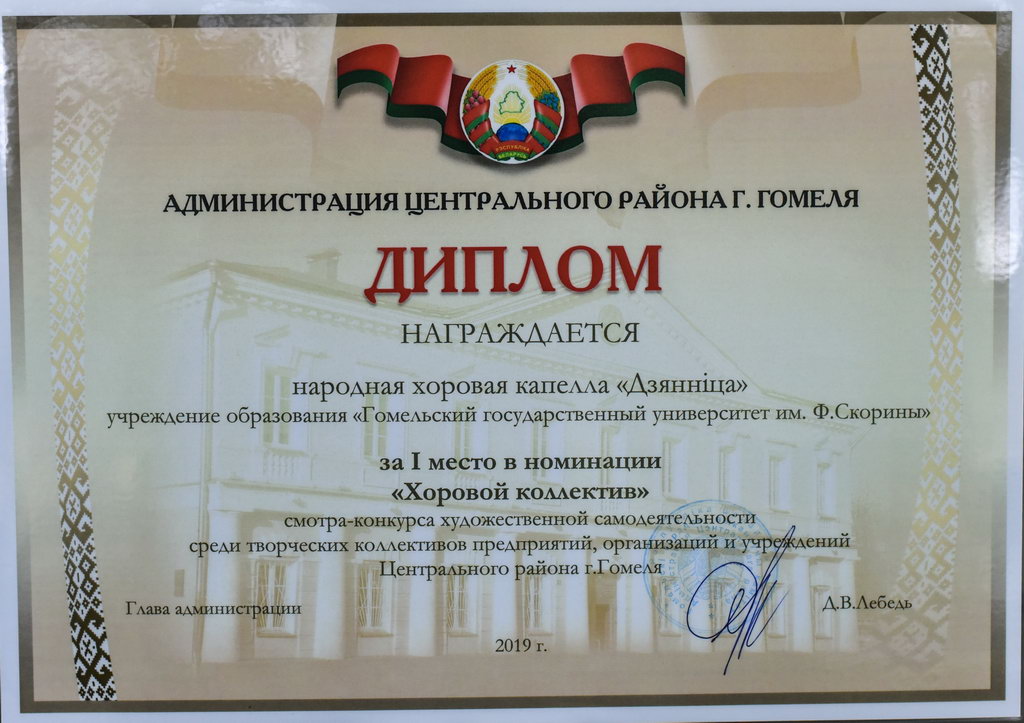 РЭСПУБЛІКА
БЕЛАРУСЬ
АДМИНИСТРАЦИЯ ЦЕНТРАЛЬНОГО РАЙОНА Г. ГОМЕЛЯ
ДИПЛОМ
НАГРАЖДАЕТСЯ
народная хоровая капелла «Дзянніца»
учреждение образования «Гомельский государственный университет им. Ф.Скорины»
за I место в номинации
«Хоровой коллектив»
смотра-конкурса художественной самодеятельности
среди творческих коллективов предприятий, организаций и учреждений
Центрального района г.Гомеля
Глава администрации
Д.В.Лебедь
2019 г.